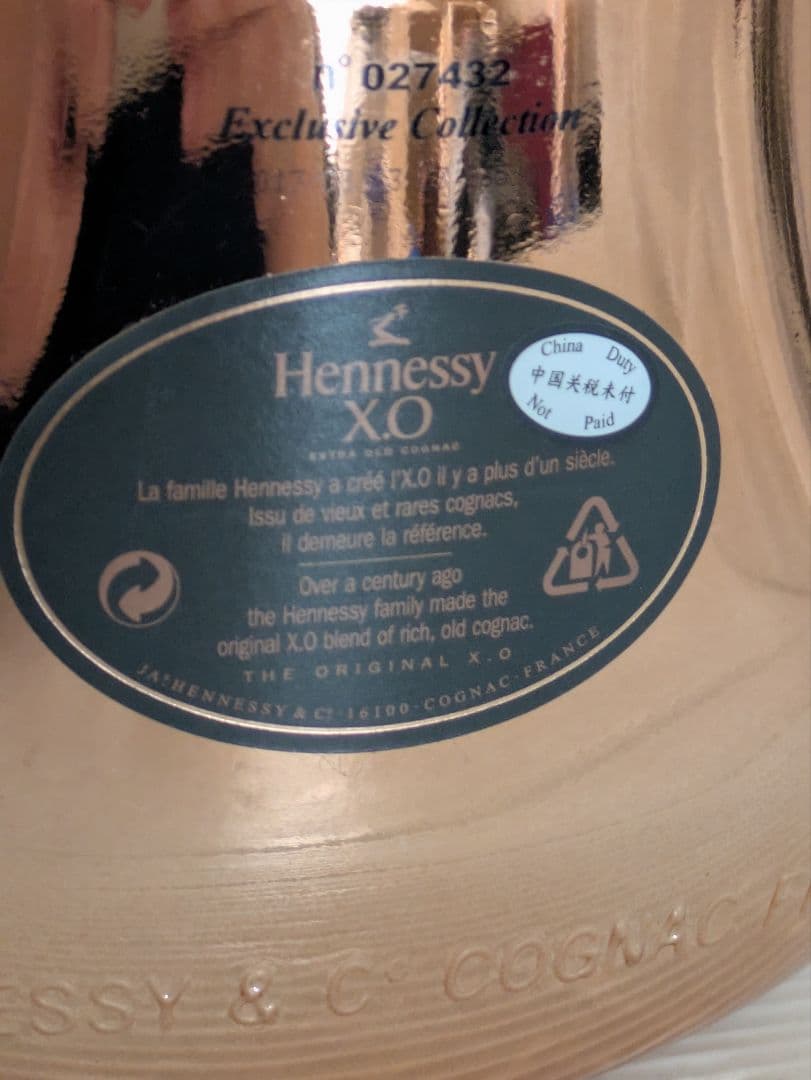 n° 027432
Exclusive Collection
Hennessy
X.O
EXTRA OLD COGNAC
China Duty
中国关税未付
Not Paid
La famille Hennessy a créé l'X.O il y a plus d'un siècle.
Issu de vieux et rares cognacs,
il demeure la référence.
Over a century ago
the Hennessy family made the
original X.O blend of rich, old cognac.
THE ORIGINAL X.O
JAS HENNESSY & Co · 16100 · COGNAC · FRANCE
ESSY & Co COGNAC